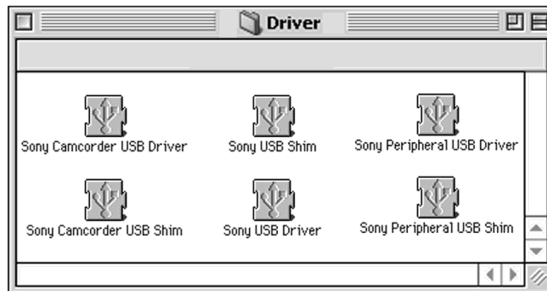 Driver
Sony Camcorder USB Driver
Sony USB Shim
Sony Peripheral USB Driver
Sony Camcorder USB Shim
Sony USB Driver
Sony Peripheral USB Shim